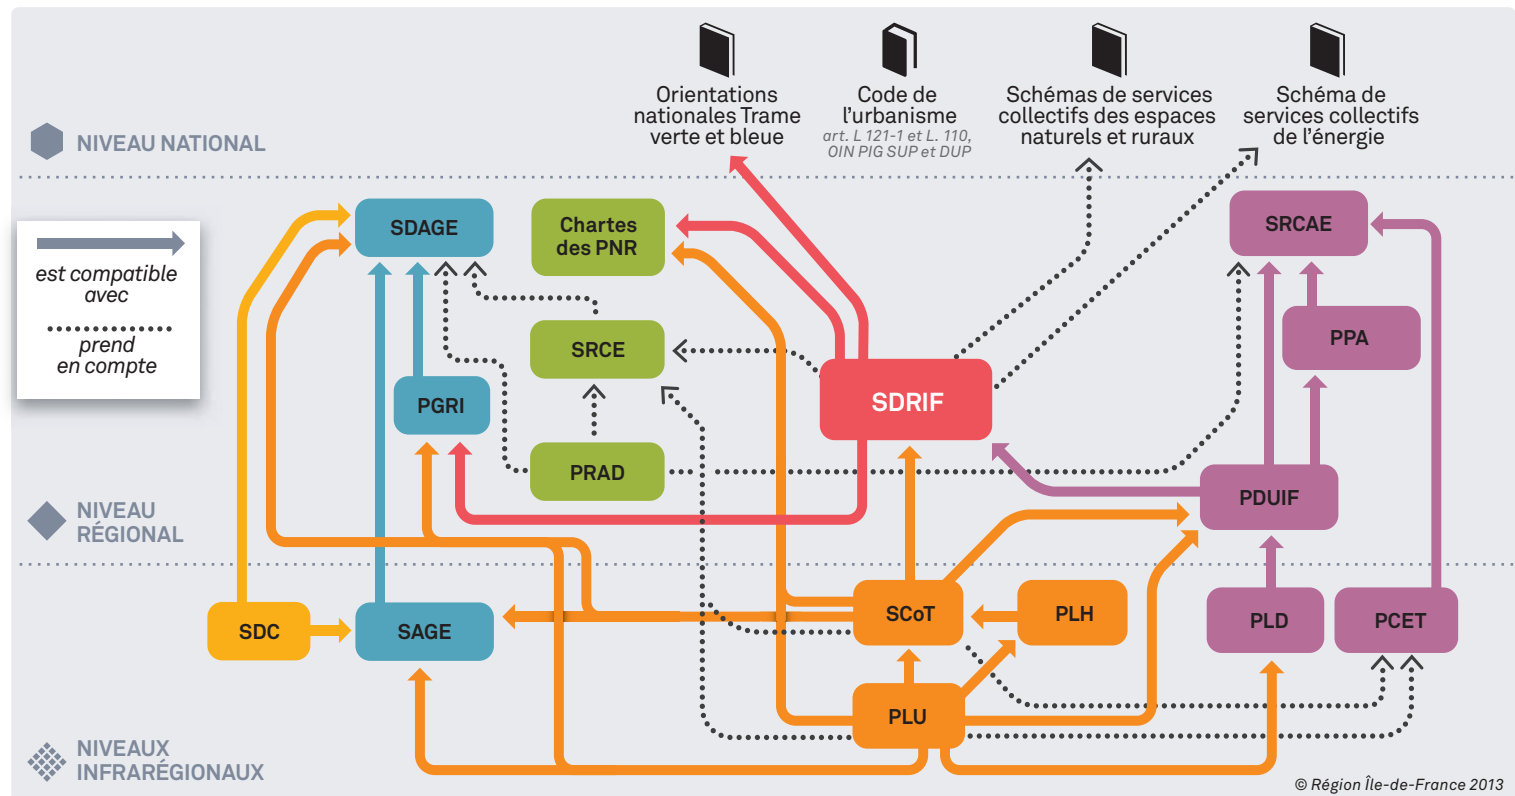 Orientations
nationales Trame
verte et bleue
Code de
l’urbanisme
art. L 121-1 et L. 110,
OIN PIG SUP et DUP
Schémas de services
collectifs des espaces
naturels et ruraux
Schéma de
services collectifs
de l’énergie
NIVEAU NATIONAL
est compatible
avec
prend
en compte
SDAGE
Chartes
des PNR
SRCAE
SRCE
PPA
PGRI
SDRIF
PRAD
PDUIF
NIVEAU
RÉGIONAL
SDC
SAGE
SCoT
PLH
PLD
PCET
PLU
NIVEAUX
INFRARÉGIONAUX
© Région Île-de-France 2013